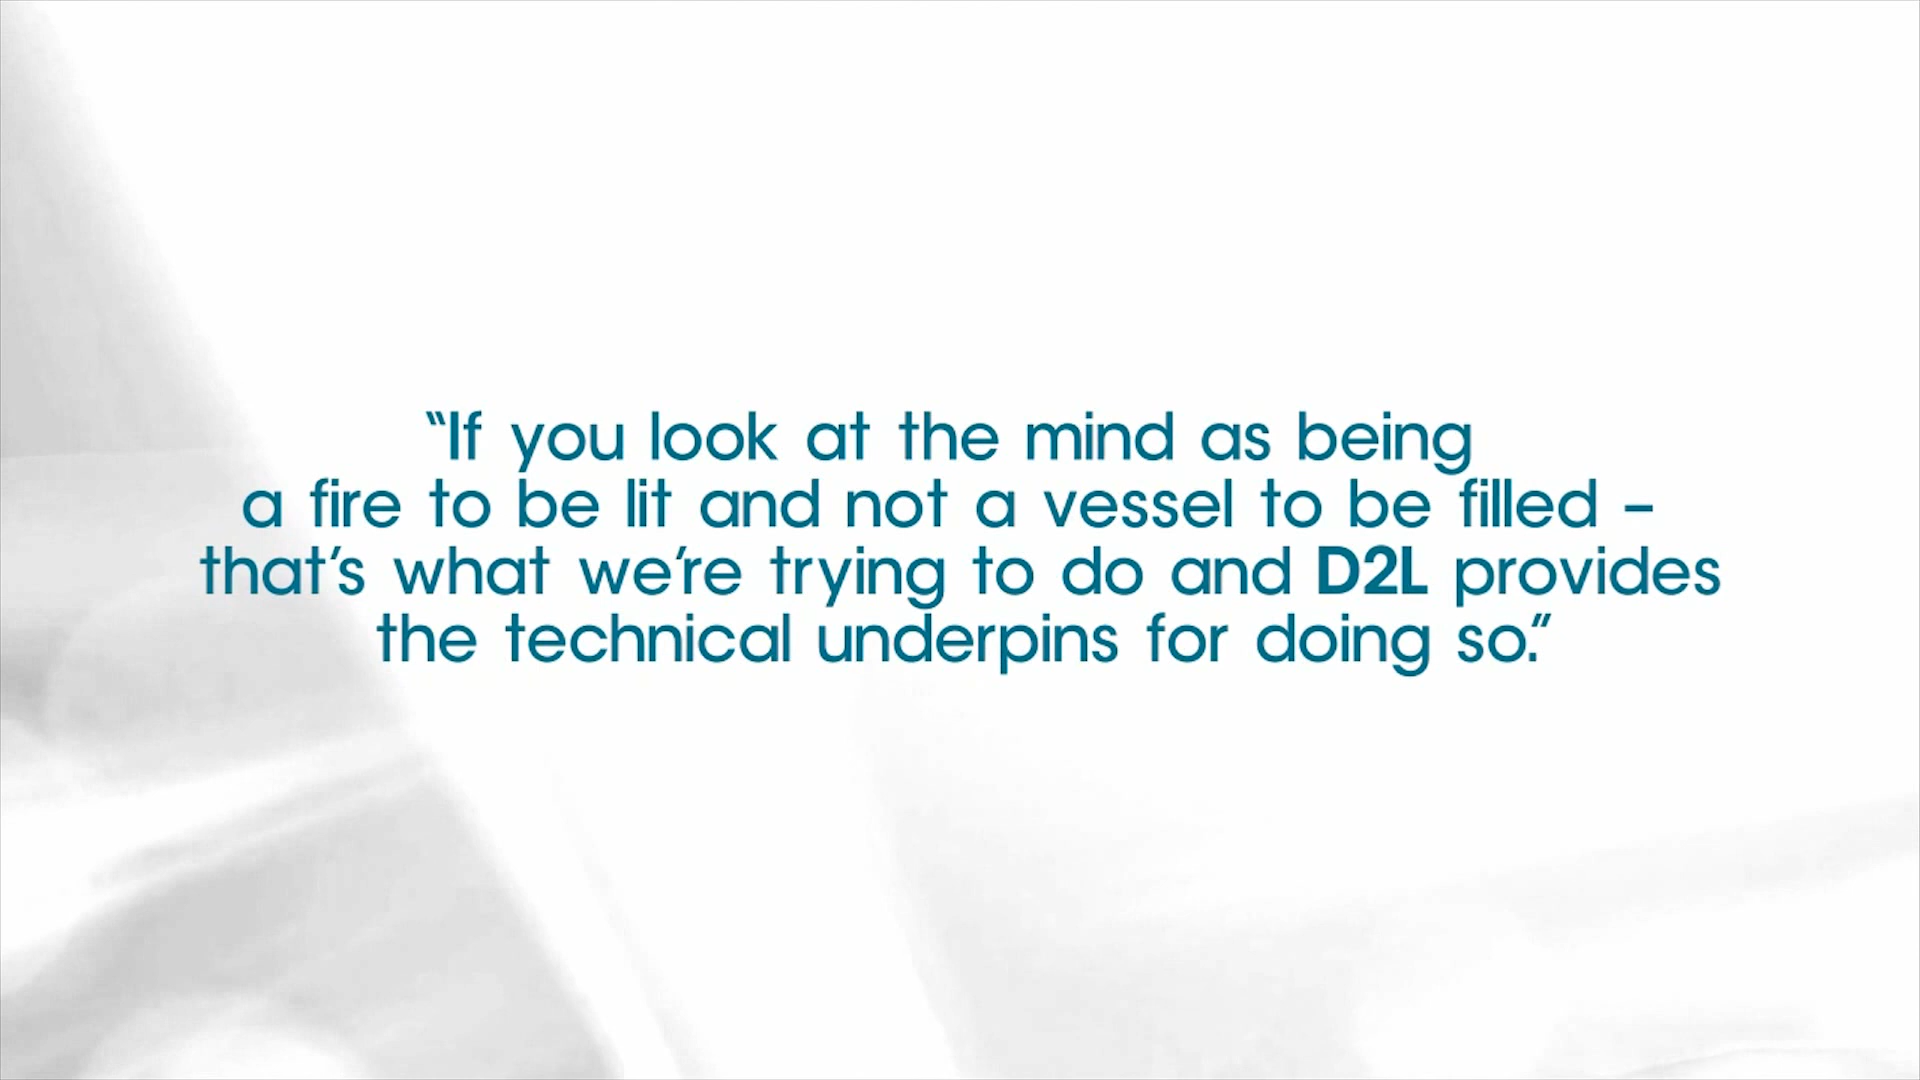 “If you look at the mind as being
a fire to be lit and not a vessel to be filled –
that’s what we’re trying to do and D2L provides
the technical underpins for doing so.”